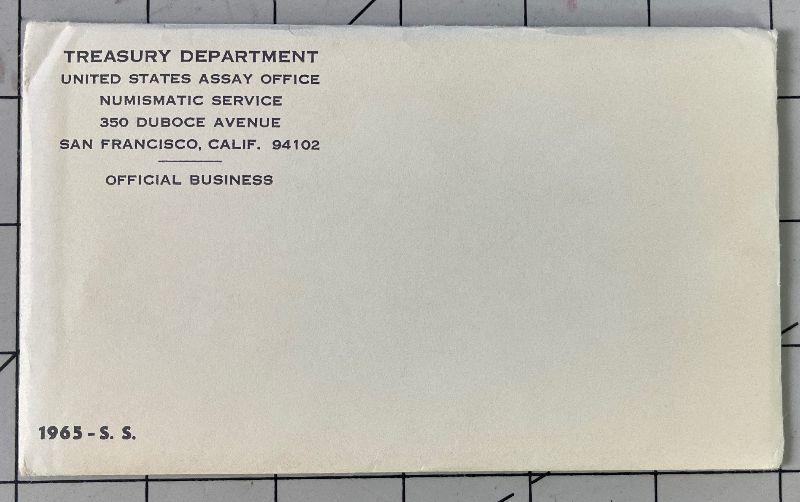 TREASURY DEPARTMENT
UNITED STATES ASSAY OFFICE
NUMISMATIC SERVICE
350 DUBOCE AVENUE
SAN FRANCISCO, CALIF. 94102
OFFICIAL BUSINESS
1965 - S. S.